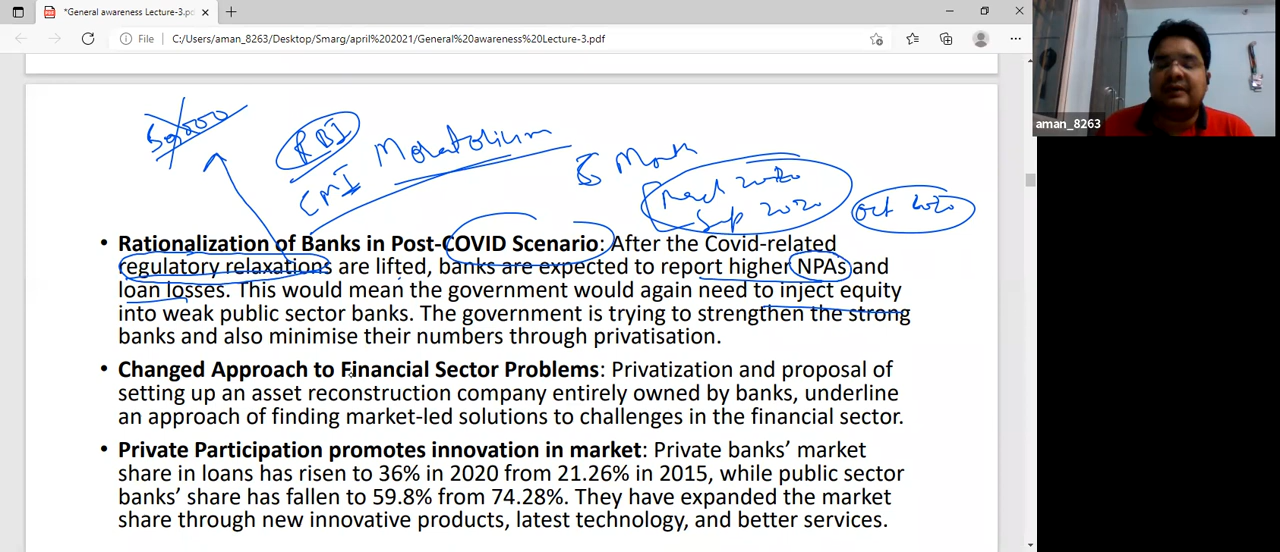 *General awareness Lecture-3.pd
File C:/Users/aman_8263/Desktop/Smarg/april%202021/General%20awareness%20Lecture-3.pdf
aman_8263
50,000
RBI
EMI Moratorium
6 Month
March 2020
Sep 2020
Oct 2020
• Rationalization of Banks in Post-COVID Scenario: After the Covid-related
regulatory relaxations are lifted, banks are expected to report higher NPAs and
loan losses. This would mean the government would again need to inject equity
into weak public sector banks. The government is trying to strengthen the strong
banks and also minimise their numbers through privatisation.
• Changed Approach to Financial Sector Problems: Privatization and proposal of
setting up an asset reconstruction company entirely owned by banks, underline
an approach of finding market-led solutions to challenges in the financial sector.
• Private Participation promotes innovation in market: Private banks’ market
share in loans has risen to 36% in 2020 from 21.26% in 2015, while public sector
banks’ share has fallen to 59.8% from 74.28%. They have expanded the market
share through new innovative products, latest technology, and better services.